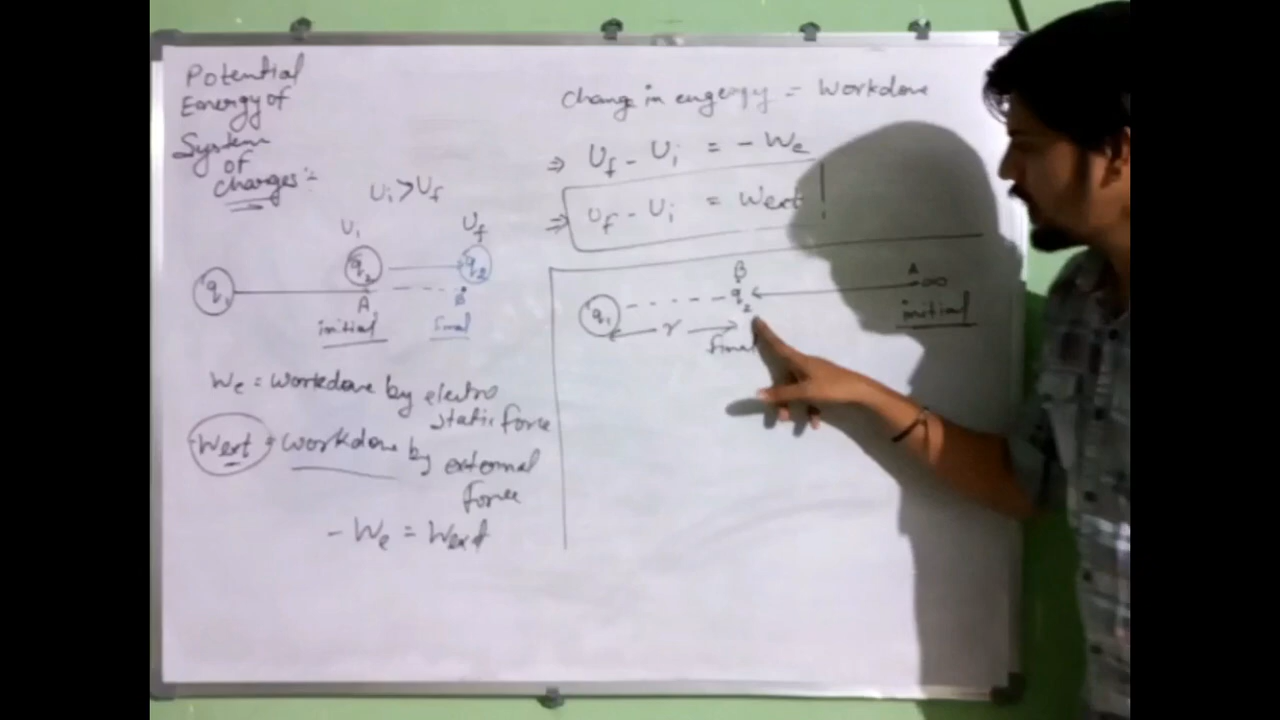 Potential
Energy of
System
of
charges:-
Ui > Uf
Ui
Uf
q1
q2
q2
A
B
initial
final
We = Workdone by electro
static force
Wext = Workdone by external
force
- We = Wext
Change in engergy = Workdone
⇒ Uf - Ui = - We
⇒ Uf - Ui = Wext
B
A
q1
q2
∞
r
initial
final